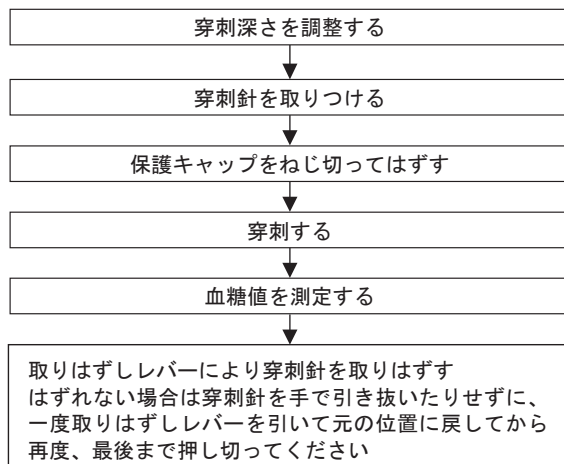 穿刺深さを調整する
穿刺針を取りつける
保護キャップをねじ切ってはずす
穿刺する
血糖値を測定する
取りはずしレバーにより穿刺針を取りはずす
はずれない場合は穿刺針を手で引き抜いたりせずに、
一度取りはずしレバーを引いて元の位置に戻してから
再度、最後まで押し切ってください